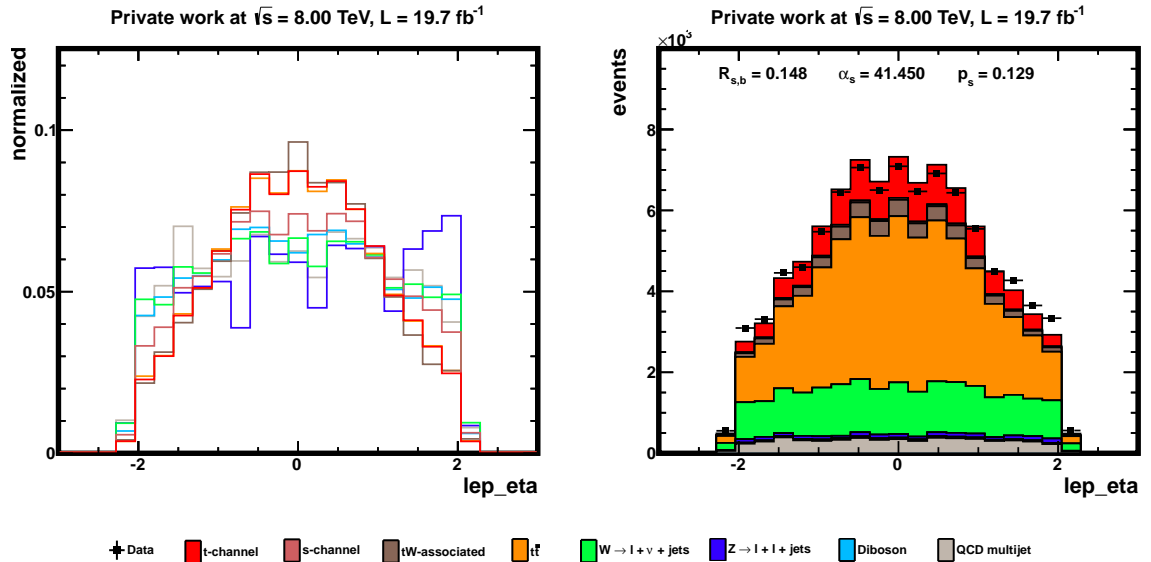 Private work at √s = 8.00 TeV, L = 19.7 fb⁻¹
normalized
0.1
0.05
0
-2 0 2
lep_eta
Private work at √s = 8.00 TeV, L = 19.7 fb⁻¹
×10³
events
R_s,b = 0.148 α_s = 41.450 p_s = 0.129
8
6
4
2
0
-2 0 2
lep_eta
Data t-channel s-channel tW-associated tt̄ W → l + ν + jets Z → l + l + jets Diboson QCD multijet